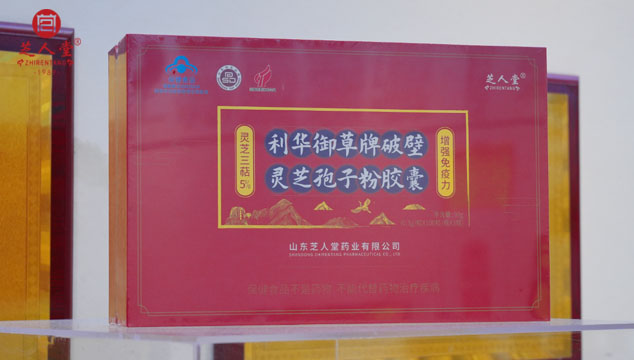 芝人堂®
ZHIRENTANG
芝人堂®
ZHIRENTANG
灵芝三萜
5%
利华御草牌破壁
灵芝孢子粉胶囊
增强免疫力
山东芝人堂药业有限公司
SHANDONG ZHIRENTANG PHARMACEUTICAL CO., LTD
保健食品不是药物,不能代替药物治疗疾病